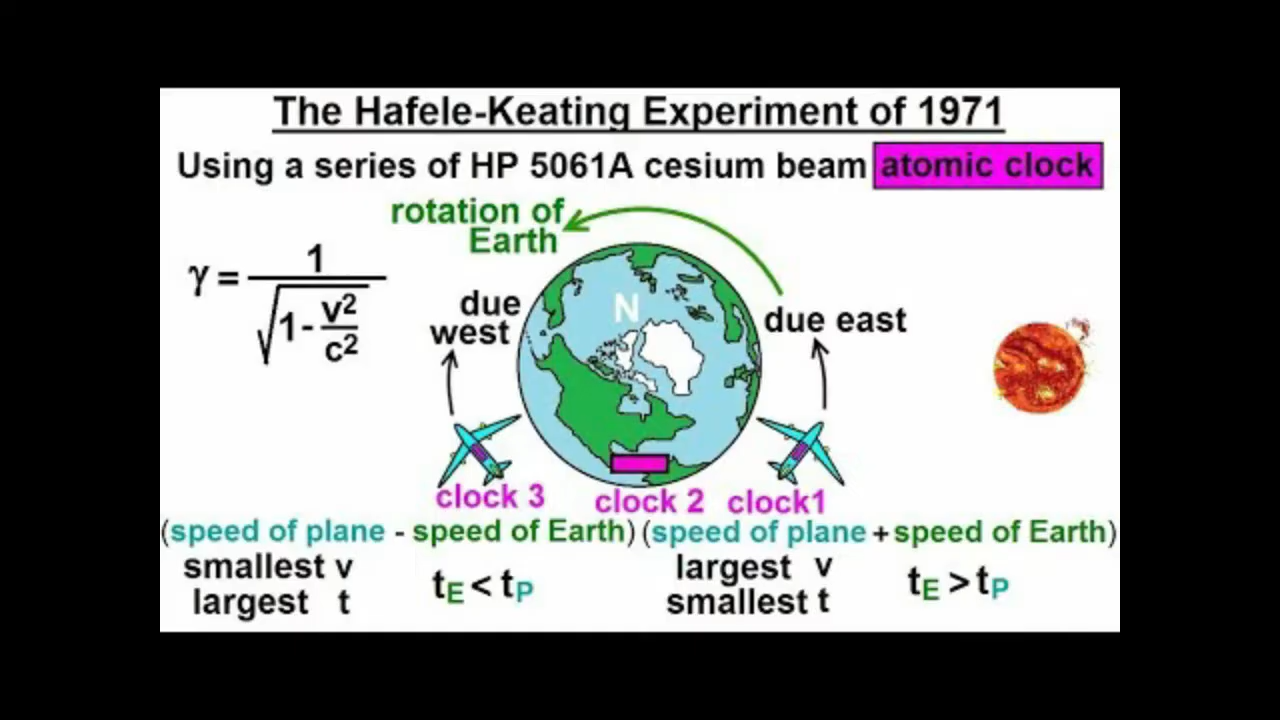 The Hafele-Keating Experiment of 1971
Using a series of HP 5061A cesium beam atomic clock
rotation of
Earth
γ = 1 / √1 - v²/c²
due
west
N
due east
clock 3
clock 2
clock1
(speed of plane - speed of Earth) (speed of plane + speed of Earth)
smallest v
largest t
tE < tP
largest v
smallest t
tE > tP